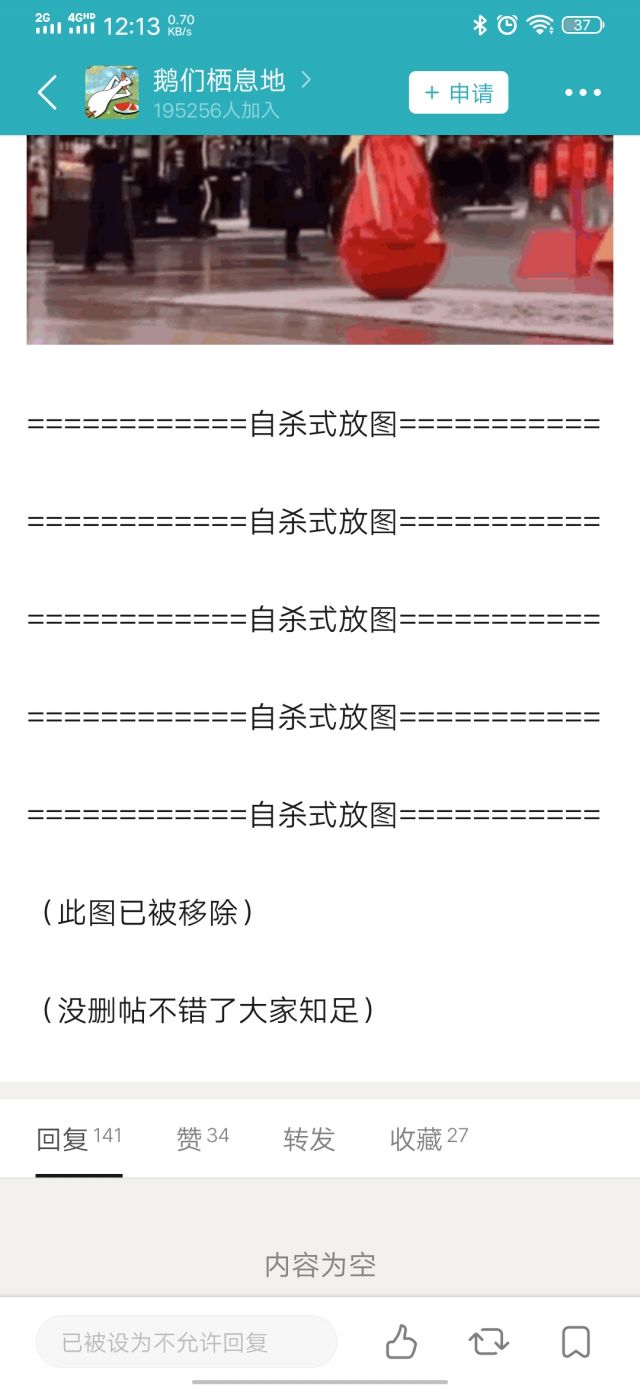 2G 4GHD 12:13 0.70 KB/s 37
鹅们栖息地
195256人加入
+ 申请
============自杀式放图===========
============自杀式放图===========
============自杀式放图===========
============自杀式放图===========
============自杀式放图===========
（此图已被移除）
（没删帖不错了大家知足）
回复 141 赞 34 转发 收藏 27
内容为空
已被设为不允许回复